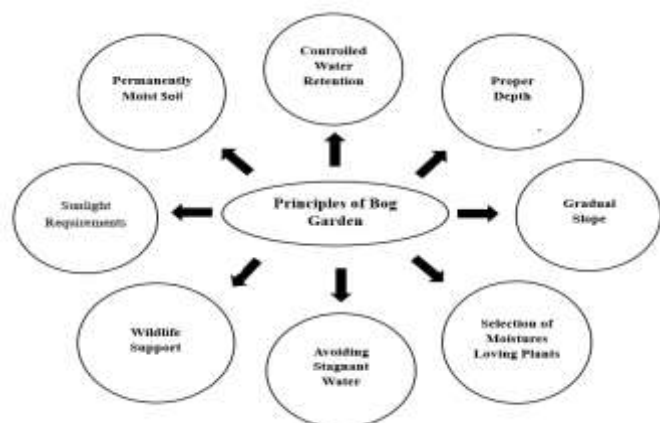 Controlled
Water
Retention
Permanently
Moist Soil
Proper
Depth
Sunlight
Requirements
Principles of Bog
Garden
Gradual
Slope
Wildlife
Support
Avoiding
Stagnant
Water
Selection of
Moistures
Loving Plants